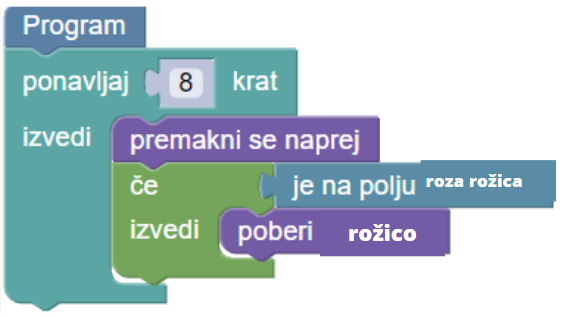 Program
ponavljaj 8 krat
izvedi premakni se naprej
če je na polju roza rožica
izvedi poberi rožico